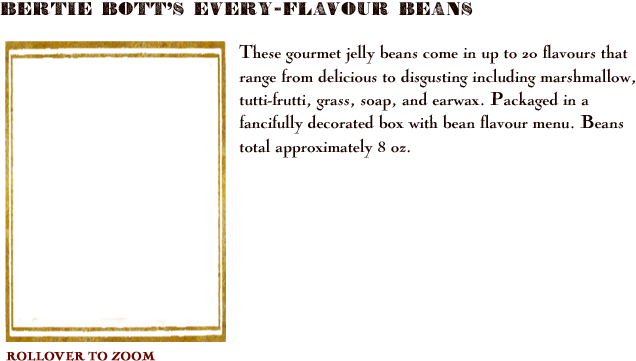 BERTIE BOTT'S EVERY-FLAVOUR BEANS
These gourmet jelly beans come in up to 20 flavours that
range from delicious to disgusting including marshmallow,
tutti-frutti, grass, soap, and earwax. Packaged in a
fancifully decorated box with bean flavour menu. Beans
total approximately 8 oz.
ROLLOVER TO ZOOM